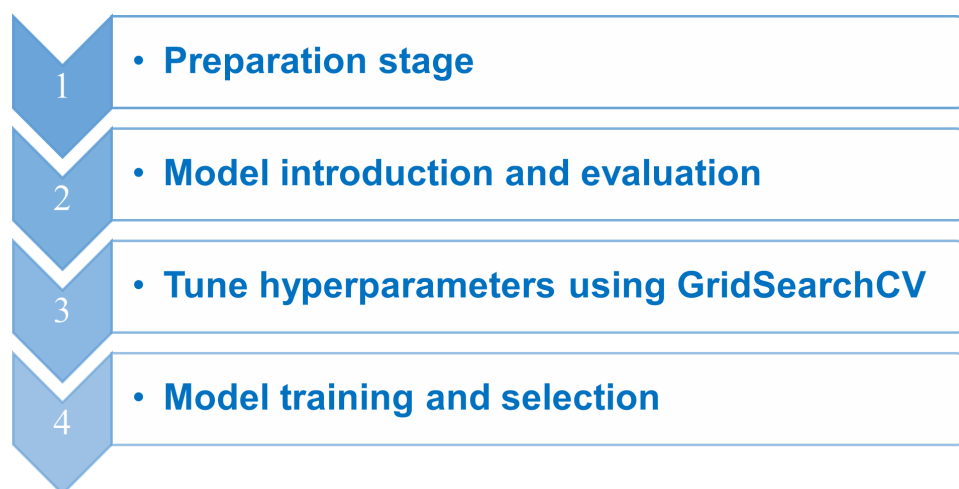 1
• Preparation stage
2
• Model introduction and evaluation
3
• Tune hyperparameters using GridSearchCV
4
• Model training and selection